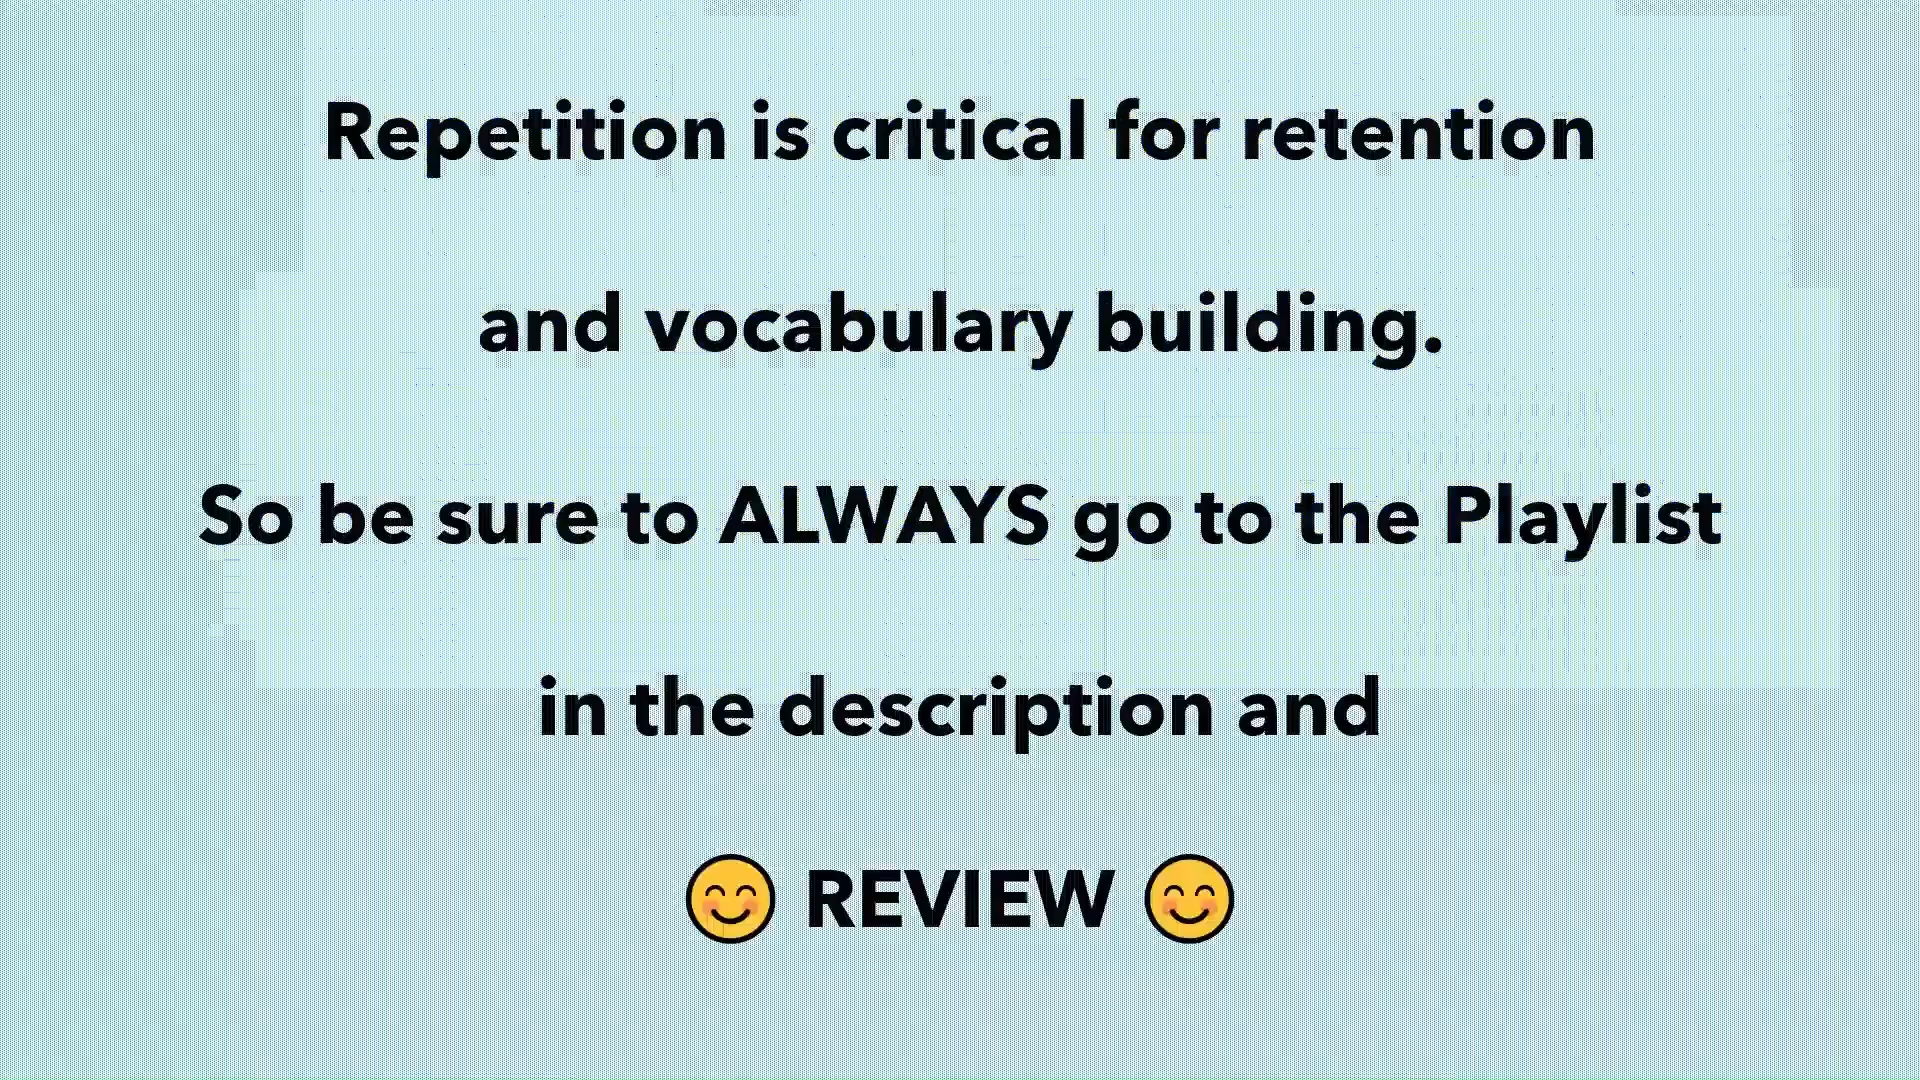 Repetition is critical for retention
and vocabulary building.
So be sure to ALWAYS go to the Playlist
in the description and
😊 REVIEW 😊